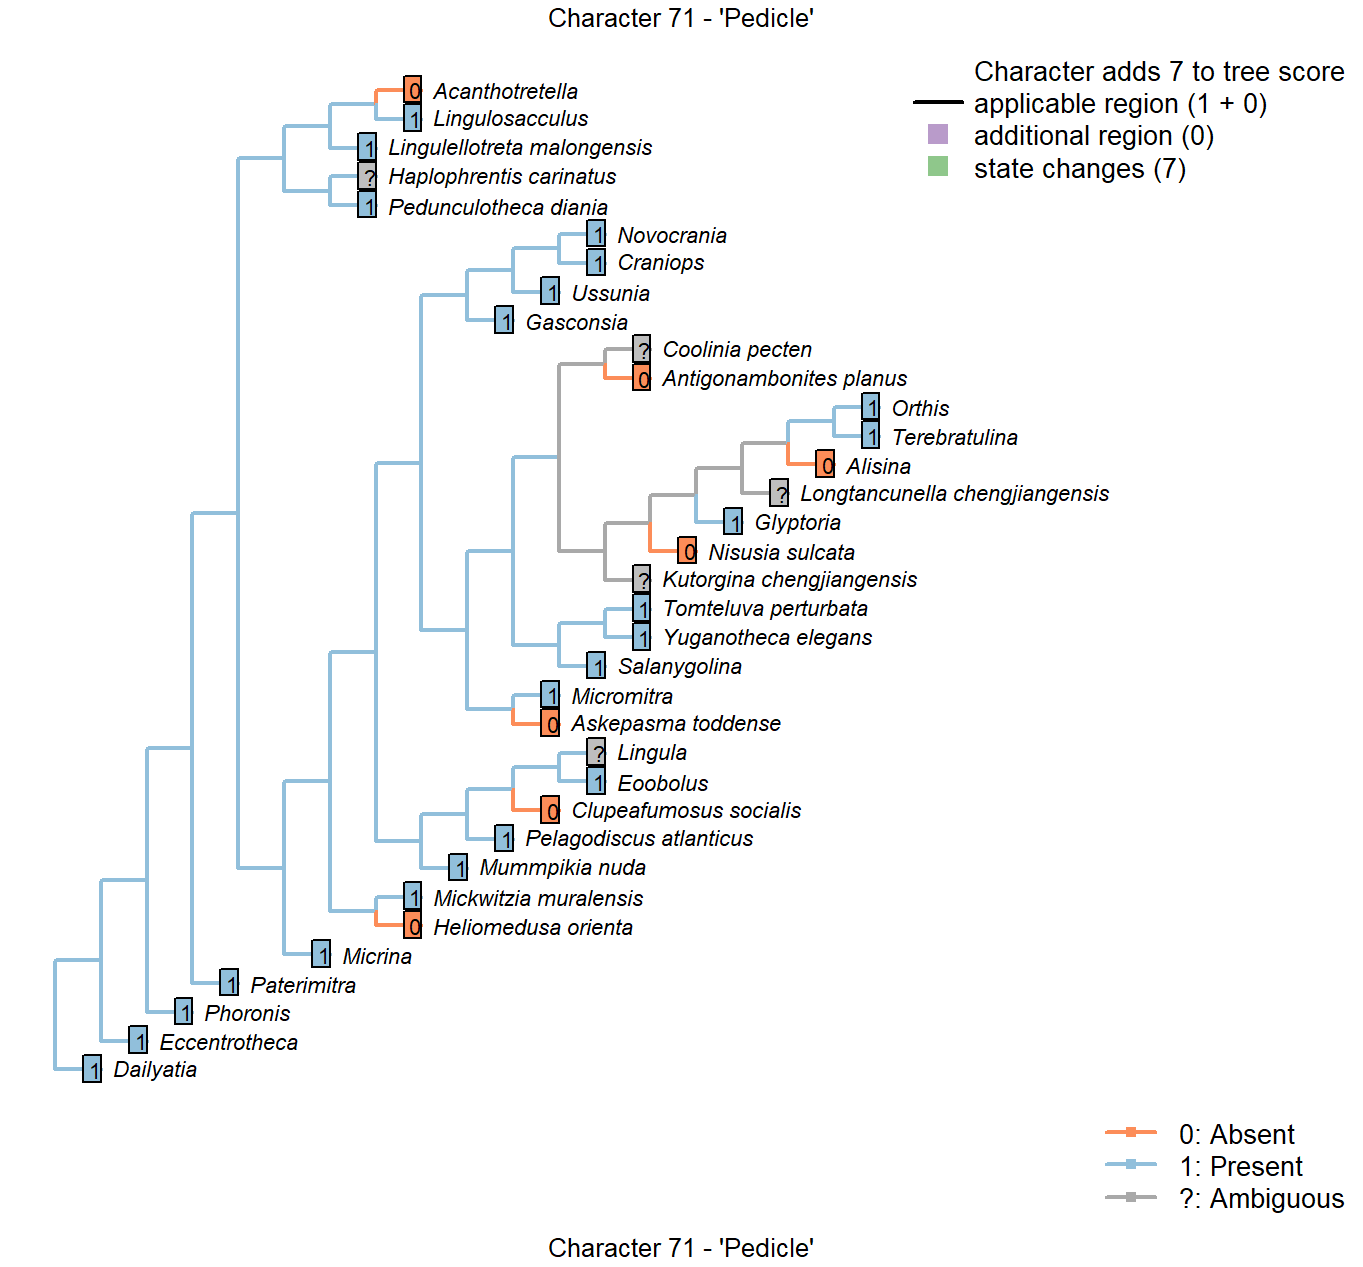 Character 71 - 'Pedicle'
Character adds 7 to tree score
applicable region (1 + 0)
additional region (0)
state changes (7)
0 Acanthotretella
1 Lingulosacculus
1 Lingulellotreta malongensis
? Haplophrentis carinatus
1 Pedunculotheca diania
1 Novocrania
1 Craniops
1 Ussunia
1 Gasconsia
? Coolinia pecten
0 Antigonambonites planus
1 Orthis
1 Terebratulina
0 Alisina
? Longtancunella chengjiangensis
1 Glyptoria
0 Nisusia sulcata
? Kutorgina chengjiangensis
1 Tomteluva perturbata
1 Yuganotheca elegans
1 Salanygolina
1 Micromitra
0 Askepasma toddense
? Lingula
1 Eoobolus
0 Clupeafumosus socialis
1 Pelagodiscus atlanticus
1 Mummpikia nuda
1 Mickwitzia muralensis
0 Heliomedusa orienta
1 Micrina
1 Paterimitra
1 Phoronis
1 Eccentrotheca
1 Dailyatia
0: Absent
1: Present
?: Ambiguous
Character 71 - 'Pedicle'